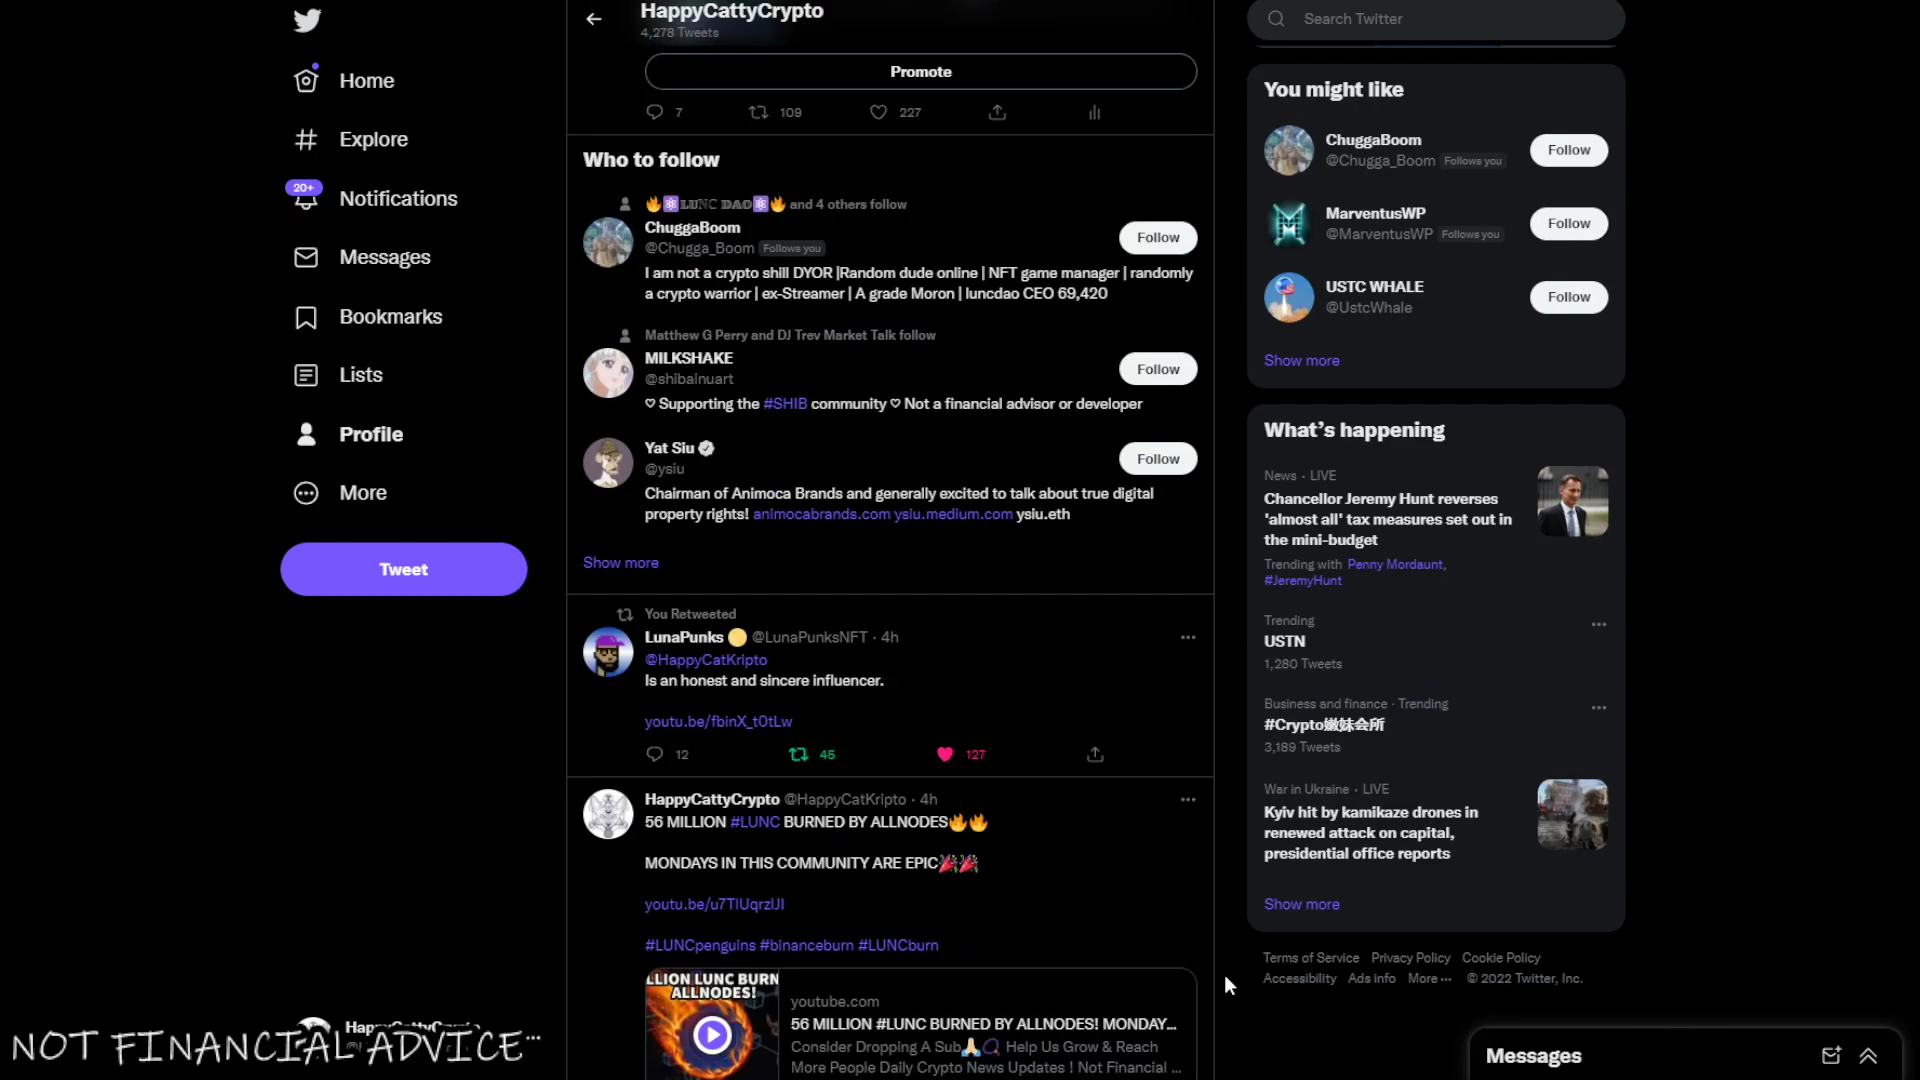 Home
Explore
20+
Notifications
Messages
Bookmarks
Lists
Profile
More
Tweet
HappyCattyCrypto
4,278 Tweets
Promote
7 109 227
Who to follow
🔥⚛️LUNC DAO⚛️🔥 and 4 others follow
ChuggaBoom
@Chugga_Boom Follows you
Follow
I am not a crypto shill DYOR |Random dude online | NFT game manager | randomly
a crypto warrior | ex-Streamer | A grade Moron | luncdao CEO 69,420
Matthew G Perry and DJ Trev Market Talk follow
MILKSHAKE
@shibainuart
Follow
♡ Supporting the #SHIB community ♡ Not a financial advisor or developer
Yat Siu
@ysiu
Follow
Chairman of Animoca Brands and generally excited to talk about true digital
property rights! animocabrands.com ysiu.medium.com ysiu.eth
Show more
You Retweeted
LunaPunks 🟡 @LunaPunksNFT · 4h
@HappyCatKripto
Is an honest and sincere influencer.
youtu.be/fbinX_t0tLw
12 45 127
HappyCattyCrypto @HappyCatKripto · 4h
56 MILLION #LUNC BURNED BY ALLNODES🔥🔥
MONDAYS IN THIS COMMUNITY ARE EPIC🎉🎉
youtu.be/u7TlUqrzlJI
#LUNCpenguins #binanceburn #LUNCburn
LLION LUNC BURN
ALLNODES!
youtube.com
56 MILLION #LUNC BURNED BY ALLNODES! MONDAY...
Consider Dropping A Sub🙏🏻 Help Us Grow & Reach
More People Daily Crypto News Updates ! Not Financial ...
Search Twitter
You might like
ChuggaBoom
@Chugga_Boom Follows you
Follow
MarventusWP
@MarventusWP Follows you
Follow
USTC WHALE
@UstcWhale
Follow
Show more
What's happening
News · LIVE
Chancellor Jeremy Hunt reverses
'almost all' tax measures set out in
the mini-budget
Trending with Penny Mordaunt,
#JeremyHunt
Trending
USTN
1,280 Tweets
Business and finance · Trending
#Crypto嫩妹会所
3,189 Tweets
War in Ukraine · LIVE
Kyiv hit by kamikaze drones in
renewed attack on capital,
presidential office reports
Show more
Terms of Service Privacy Policy Cookie Policy
Accessibility Ads info More ··· © 2022 Twitter, Inc.
Messages
NOT FINANCIAL ADVICE